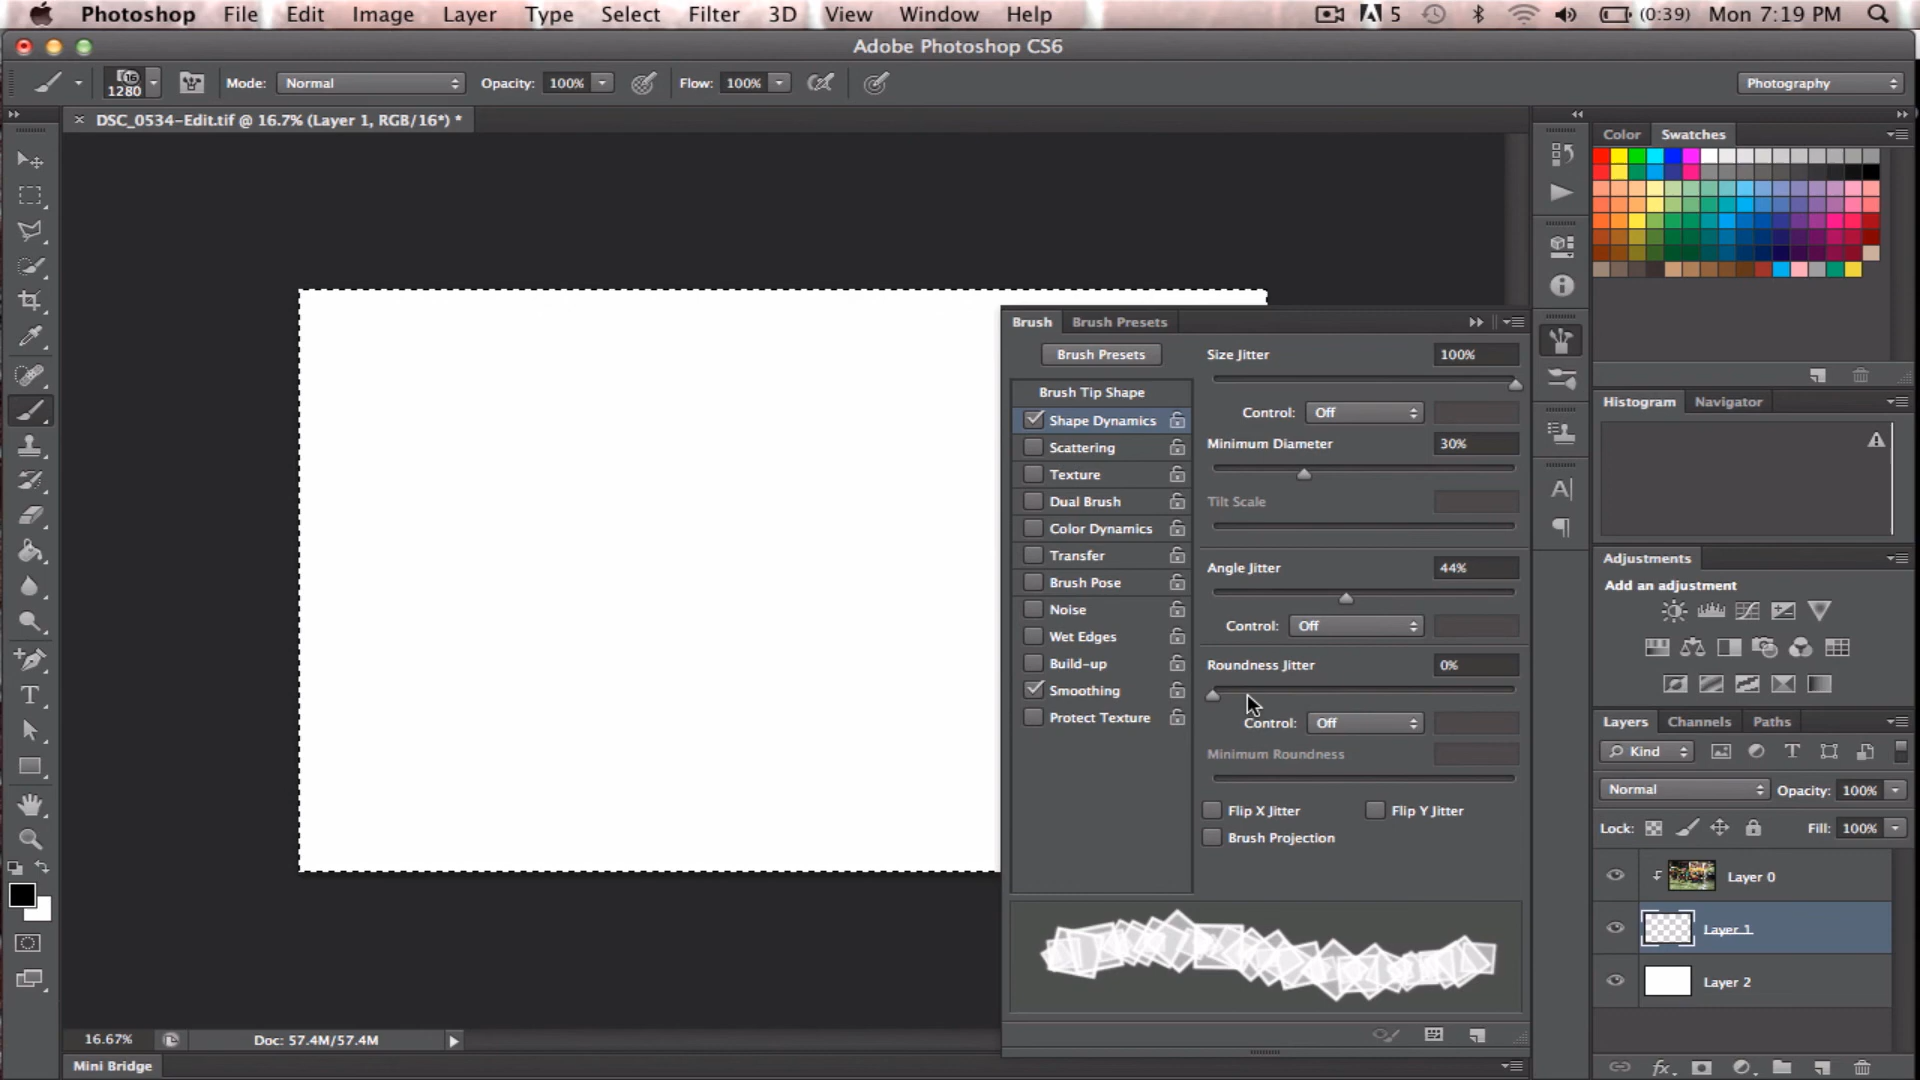 Photoshop File Edit Image Layer Type Select Filter 3D View Window Help 5 (0:39) Mon 7:19 PM
Adobe Photoshop CS6
16 1280 Mode: Normal Opacity: 100% Flow: 100% Photography
× DSC_0534-Edit.tif @ 16.7% (Layer 1, RGB/16*) *
Color Swatches
Brush Brush Presets
Brush Presets
Brush Tip Shape
Shape Dynamics
Scattering
Texture
Dual Brush
Color Dynamics
Transfer
Brush Pose
Noise
Wet Edges
Build-up
Smoothing
Protect Texture
Size Jitter 100%
Control: Off
Minimum Diameter 30%
Tilt Scale
Angle Jitter 44%
Control: Off
Roundness Jitter 0%
Control: Off
Minimum Roundness
Flip X Jitter Flip Y Jitter
Brush Projection
Histogram Navigator
Adjustments
Add an adjustment
Layers Channels Paths
Kind T
Normal Opacity: 100%
Lock: Fill: 100%
Layer 0
Layer 1
Layer 2
fx
16.67% Doc: 57.4M/57.4M
Mini Bridge